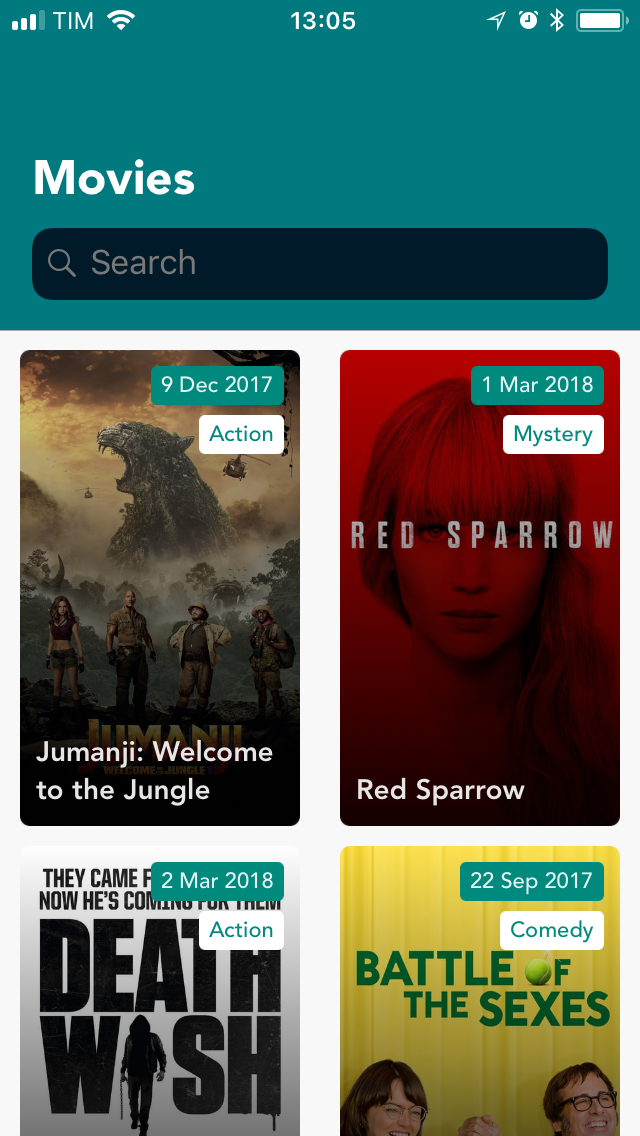 TIM 13:05
Movies
Search
9 Dec 2017
Action
JUMANJI
WELCOME TO THE JUNGLE
Jumanji: Welcome
to the Jungle
1 Mar 2018
Mystery
RED SPARROW
Red Sparrow
2 Mar 2018
Action
THEY CAME F
NOW HE'S COMING FOR THEM
DEATH
WISH
22 Sep 2017
Comedy
BATTLE OF
THE SEXES